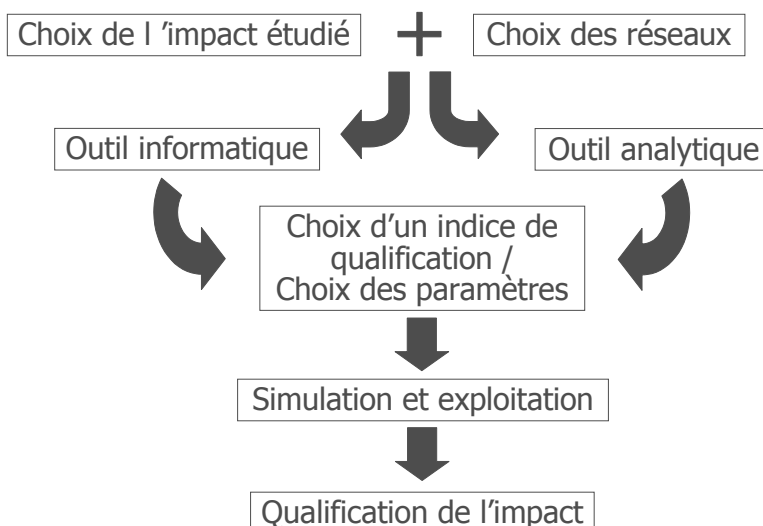 Choix de l ’impact étudié + Choix des réseaux
Outil informatique
Outil analytique
Choix d’un indice de
qualification /
Choix des paramètres
Simulation et exploitation
Qualification de l’impact